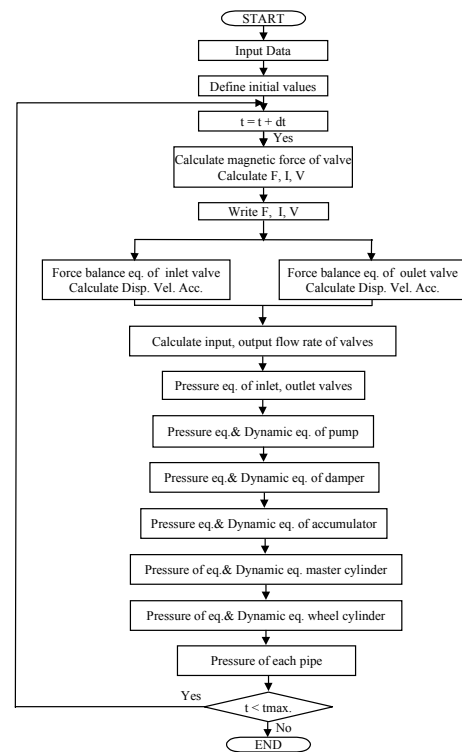 START
Input Data
Define initial values
t = t + dt
Yes
Calculate magnetic force of valve
Calculate F, I, V
Write F, I, V
Force balance eq. of inlet valve
Calculate Disp. Vel. Acc.
Force balance eq. of oulet valve
Calculate Disp. Vel. Acc.
Calculate input, output flow rate of valves
Pressure eq. of inlet, outlet valves
Pressure eq.& Dynamic eq. of pump
Pressure eq.& Dynamic eq. of damper
Pressure eq.& Dynamic eq. of accumulator
Pressure of eq.& Dynamic eq. master cylinder
Pressure of eq.& Dynamic eq. wheel cylinder
Pressure of each pipe
Yes
t < tmax.
No
END